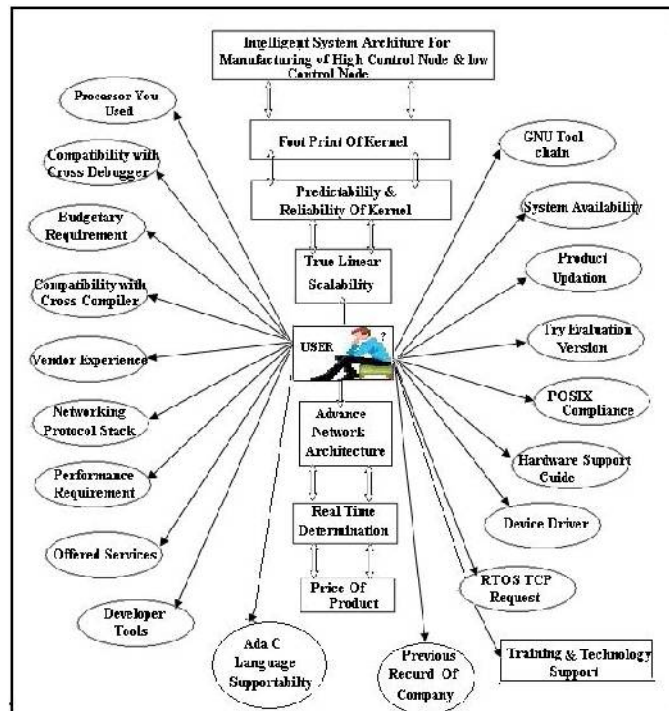 Intelligent System Architure For
Manufacturing of High Control Node & low
Control Node
Foot Print Of Kernel
Predictability &
Reliability Of Kernel
True Linear
Scalability
USER
?
Advance
Network
Architecture
Real Time
Determination
Price Of
Product
Processor You
Used
Compatibility with
Cross Debugger
Budgetary
Requirement
Compatibility with
Cross Compiler
Vendor Experience
Networking
Protocol Stack
Performance
Requirement
Offered Services
Developer
Tools
Ada C
Language
Supportabilty
Previous
Record Of
Company
GNU Tool
chain
System Availability
Product
Updation
Try Evaluation
Version
POSIX
Compliance
Hardware Support
Guide
Device Driver
RTOS TCP
Request
Training & Technology
Support